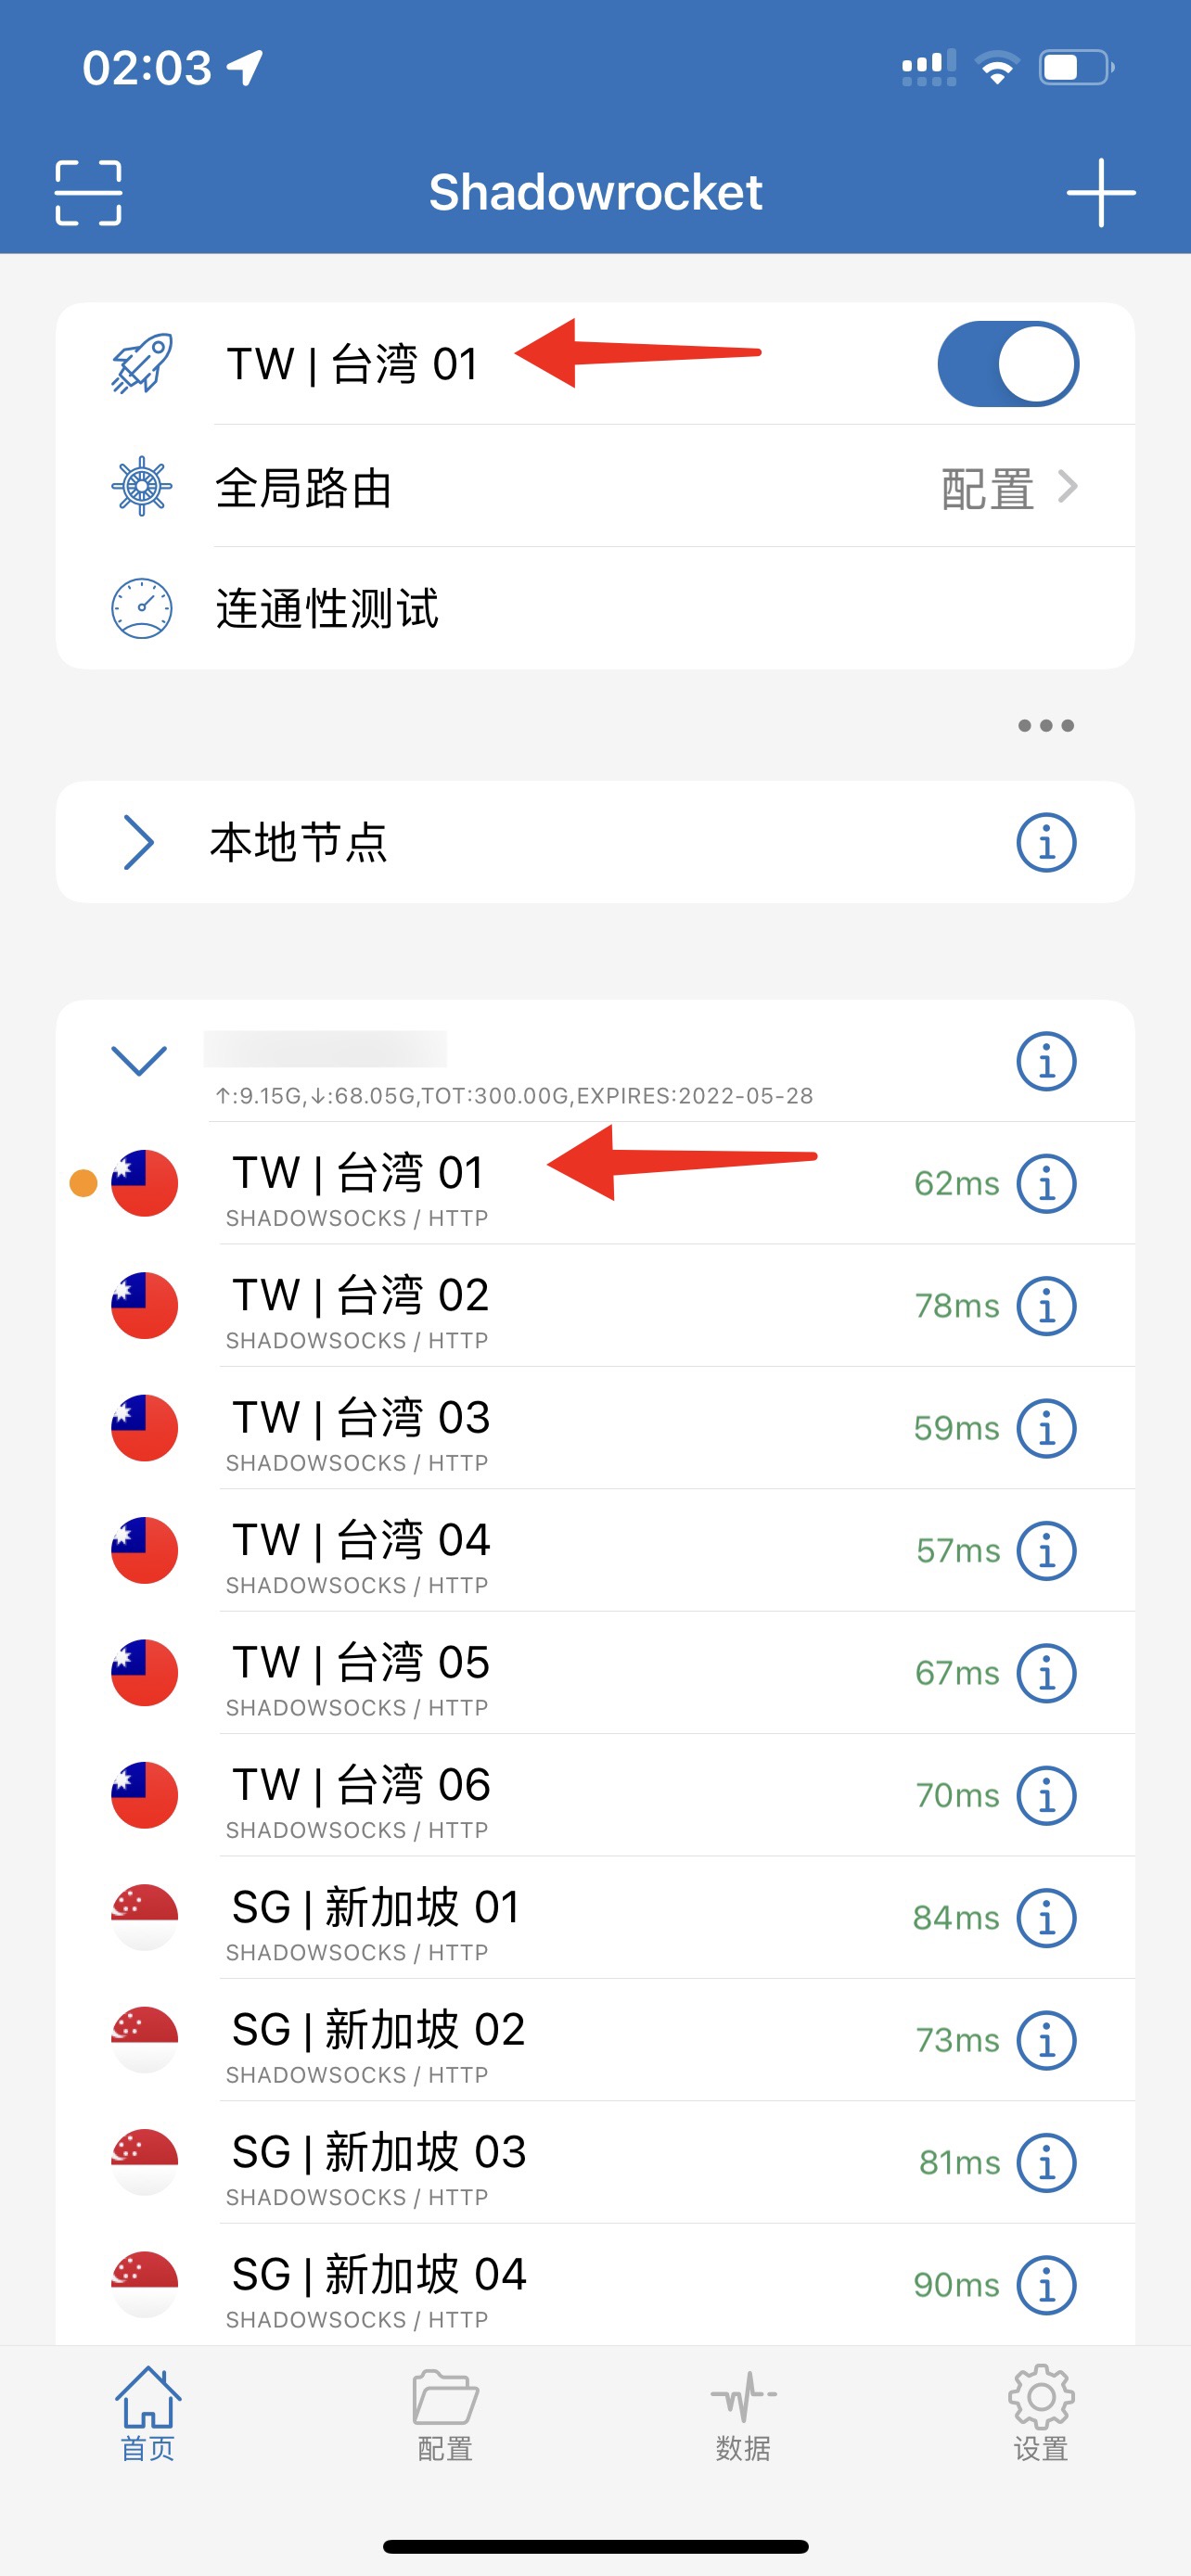 02:03
Shadowrocket
TW | 台湾 01
全局路由 配置
连通性测试
本地节点
↑:9.15G,↓:68.05G,TOT:300.00G,EXPIRES:2022-05-28
TW | 台湾 01 62ms
SHADOWSOCKS / HTTP
TW | 台湾 02 78ms
SHADOWSOCKS / HTTP
TW | 台湾 03 59ms
SHADOWSOCKS / HTTP
TW | 台湾 04 57ms
SHADOWSOCKS / HTTP
TW | 台湾 05 67ms
SHADOWSOCKS / HTTP
TW | 台湾 06 70ms
SHADOWSOCKS / HTTP
SG | 新加坡 01 84ms
SHADOWSOCKS / HTTP
SG | 新加坡 02 73ms
SHADOWSOCKS / HTTP
SG | 新加坡 03 81ms
SHADOWSOCKS / HTTP
SG | 新加坡 04 90ms
SHADOWSOCKS / HTTP
首页 配置 数据 设置